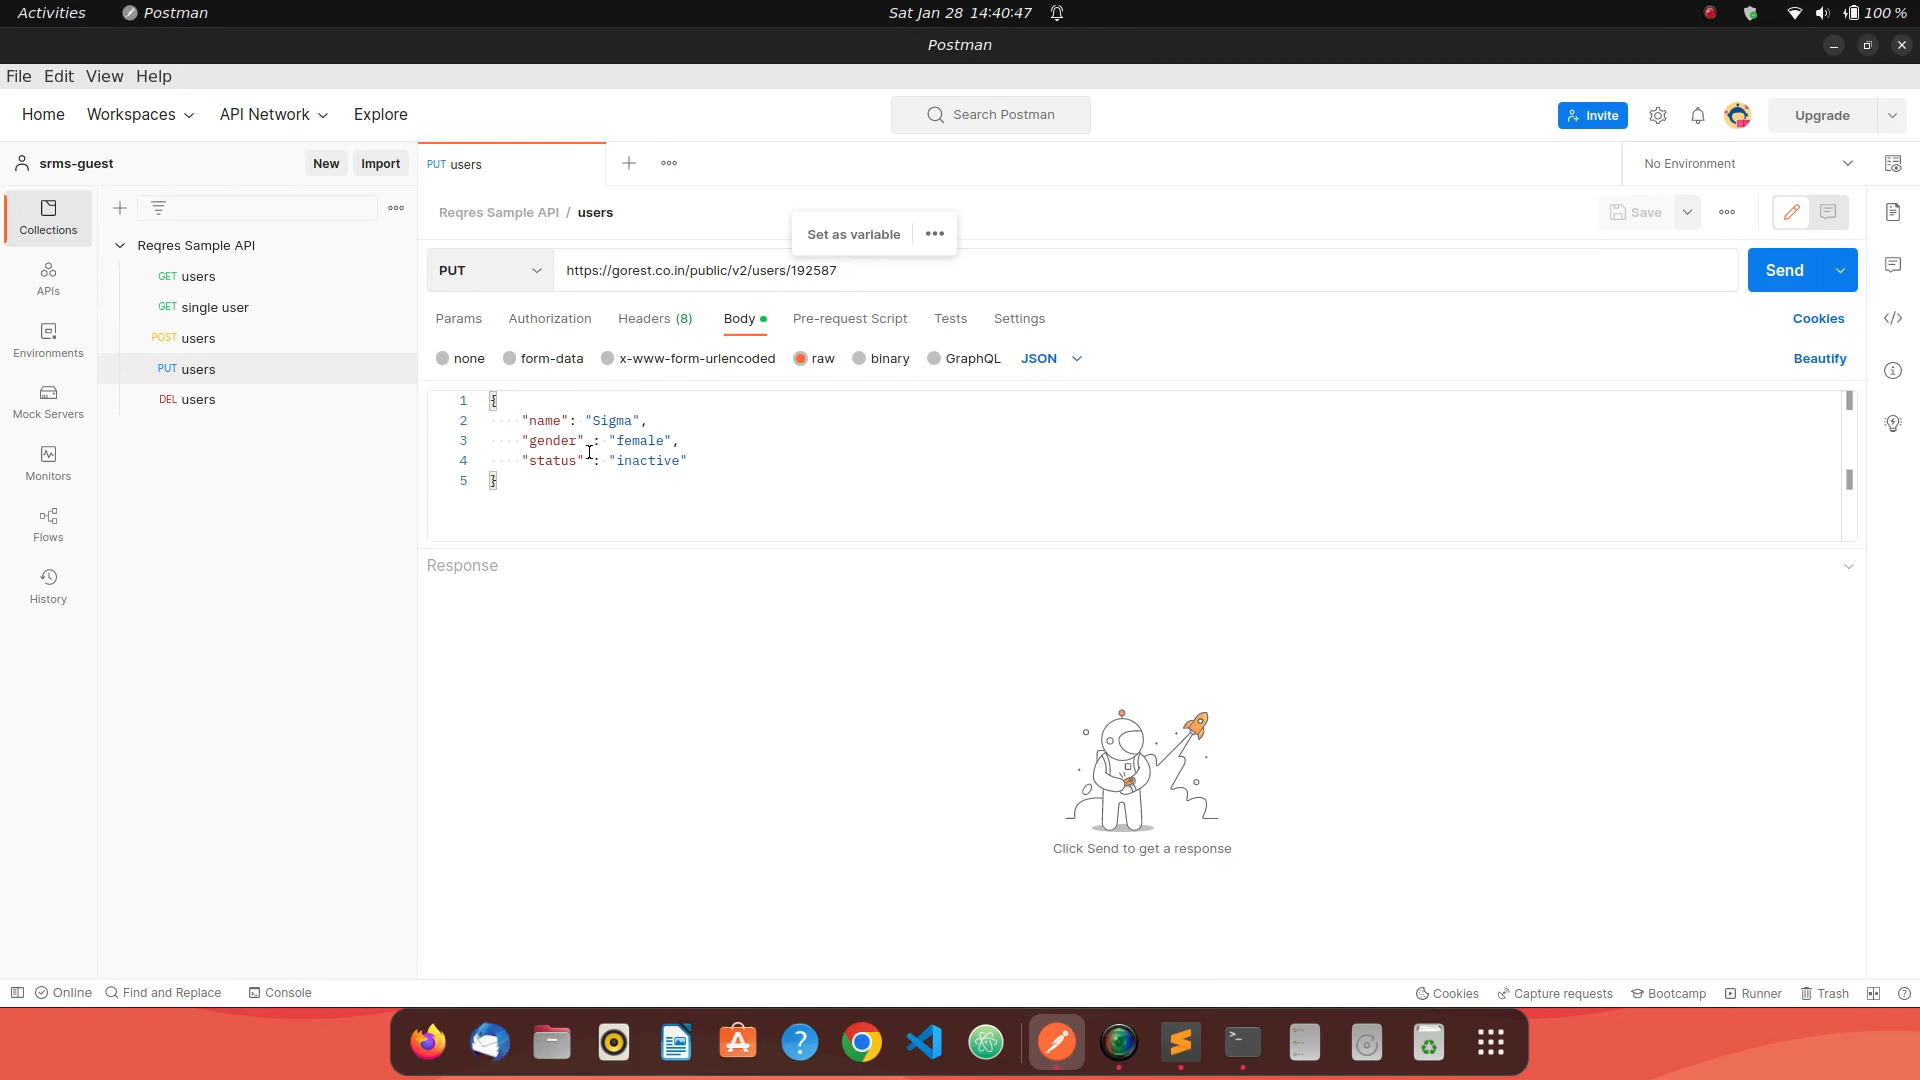 Activities Postman Sat Jan 28 14:40:47 100 %
Postman
File Edit View Help
Home Workspaces API Network Explore Search Postman Invite Upgrade
srms-guest New Import PUT users No Environment
Collections
APIs
Environments
Mock Servers
Monitors
Flows
History
Reqres Sample API
GET users
GET single user
POST users
PUT users
DEL users
Reqres Sample API / users Save
Set as variable
PUT https://gorest.co.in/public/v2/users/192587 Send
Params Authorization Headers (8) Body Pre-request Script Tests Settings Cookies
none form-data x-www-form-urlencoded raw binary GraphQL JSON Beautify
1 {
2 "name": "Sigma",
3 "gender" : "female",
4 "status" : "inactive"
5 }
Response
Click Send to get a response
Online Find and Replace Console Cookies Capture requests Bootcamp Runner Trash